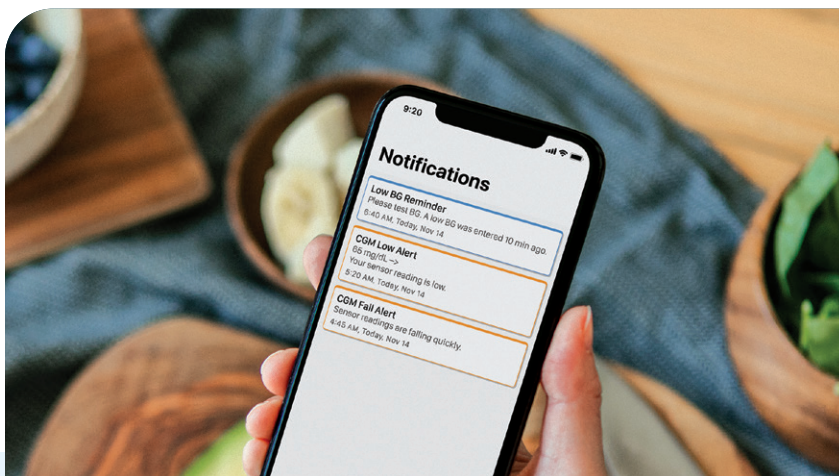 9:20
Notifications
Low BG Reminder
Please test BG. A low BG was entered 10 min ago.
6:40 AM, Today, Nov 14
CGM Low Alert
65 mg/dL -->
Your sensor reading is low.
5:20 AM, Today, Nov 14
CGM Fall Alert
Sensor readings are falling quickly.
4:45 AM, Today, Nov 14